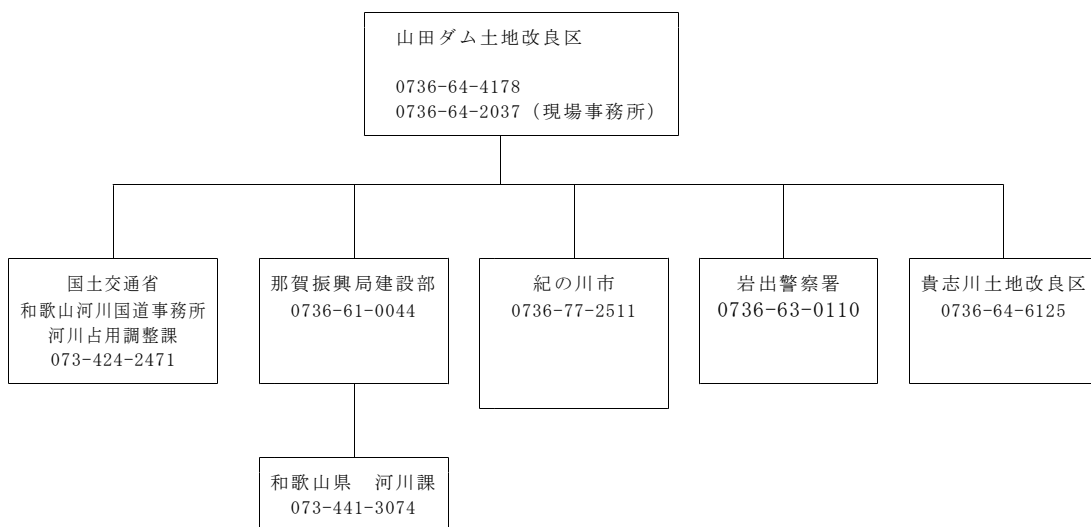 山田ダム土地改良区
0736-64-4178
0736-64-2037（現場事務所）
国土交通省
和歌山河川国道事務所
河川占用調整課
073-424-2471
那賀振興局建設部
0736-61-0044
紀の川市
0736-77-2511
岩出警察署
0736-63-0110
貴志川土地改良区
0736-64-6125
和歌山県　河川課
073-441-3074